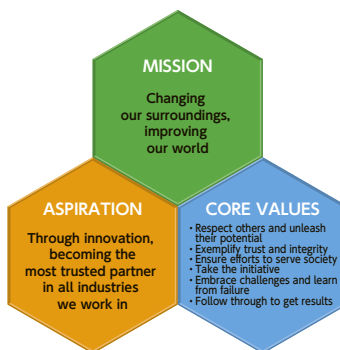 MISSION
Changing
our surroundings,
improving
our world
ASPIRATION
Through innovation,
becoming the
most trusted partner
in all industries
we work in
CORE VALUES
・Respect others and unleash
their potential
・Exemplify trust and integrity
・Ensure efforts to serve society
・Take the initiative
・Embrace challenges and learn
from failure
・Follow through to get results